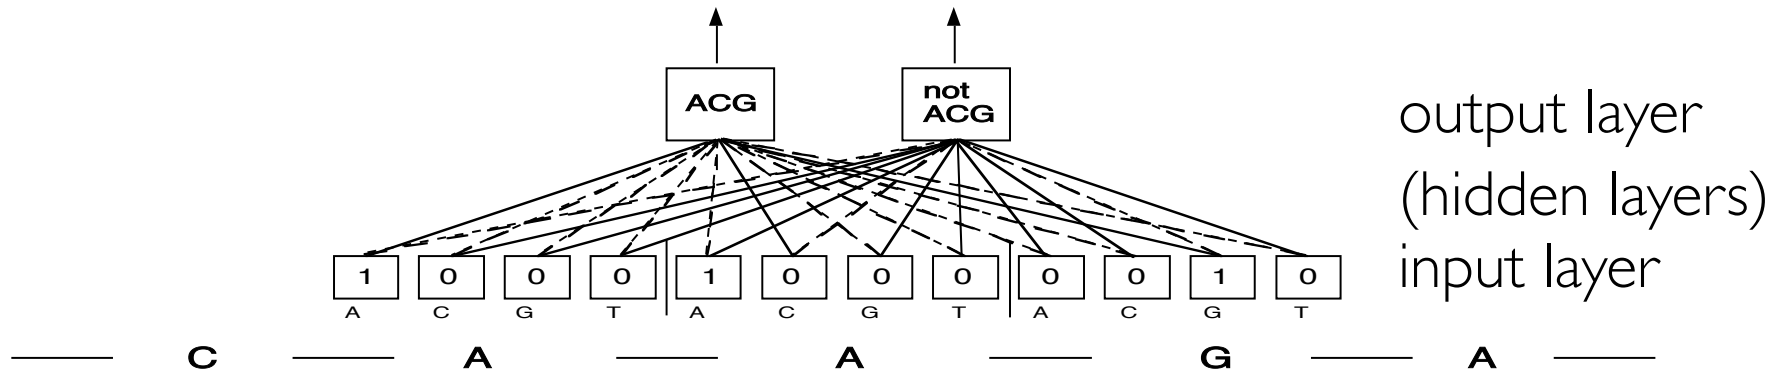 ACG
not
ACG
output layer
(hidden layers)
input layer
1 0 0 0 1 0 0 0 0 0 1 0
A C G T A C G T A C G T
C A A G A